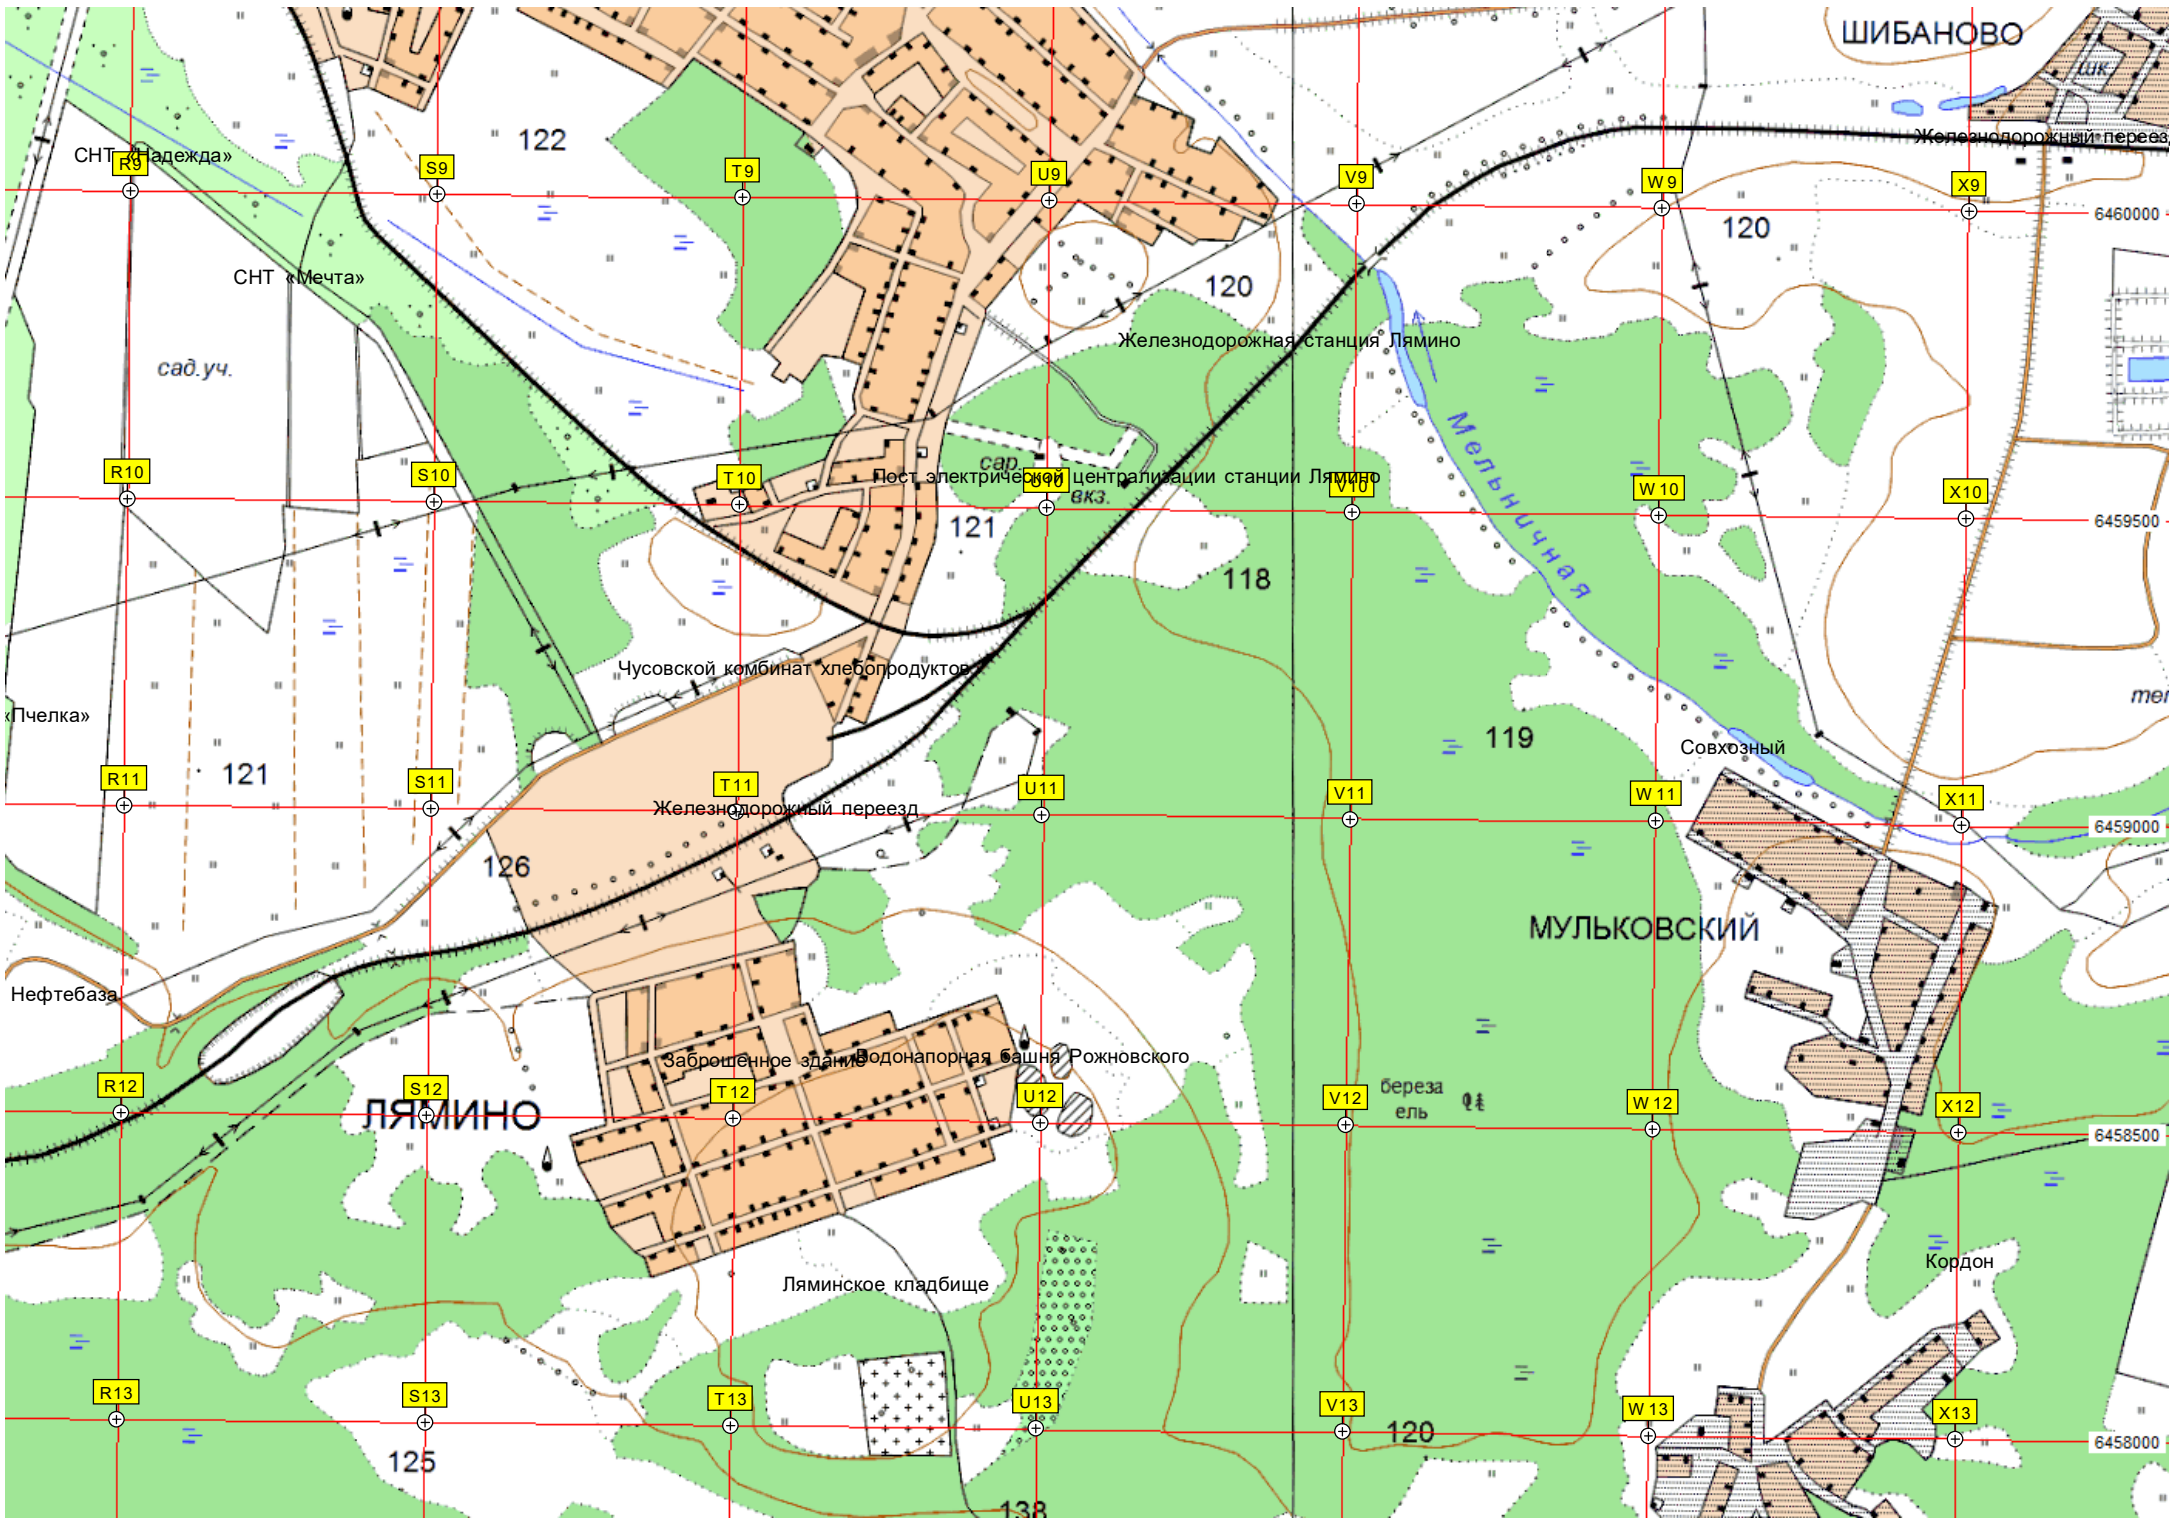 ШИБАНОВО
шк.
122
Железнодорожный переез
СНТ «Надежда»
R9
S9
T9
U9
V9
W9
X9
6460000
120
СНТ «Мечта»
120
Железнодорожная станция Лямино
сад.уч.
Мельничная
сар.
Пост электрической централизации станции Лямино
вкз.
R10
S10
T10
U10
V10
W10
X10
6459500
121
118
Чусовской комбинат хлебопродуктов
«Пчелка»
119
Совхозный
121
R11
S11
T11
U11
V11
W11
X11
6459000
Железнодорожный переезд
126
МУЛЬКОВСКИЙ
Нефтебаза
Заброшенное здание
Водонапорная башня Рожновского
береза
ель
R12
S12
T12
U12
V12
W12
X12
6458500
ЛЯМИНО
Кордон
Ляминское кладбище
R13
S13
T13
U13
V13
W13
X13
6458000
120
125
138